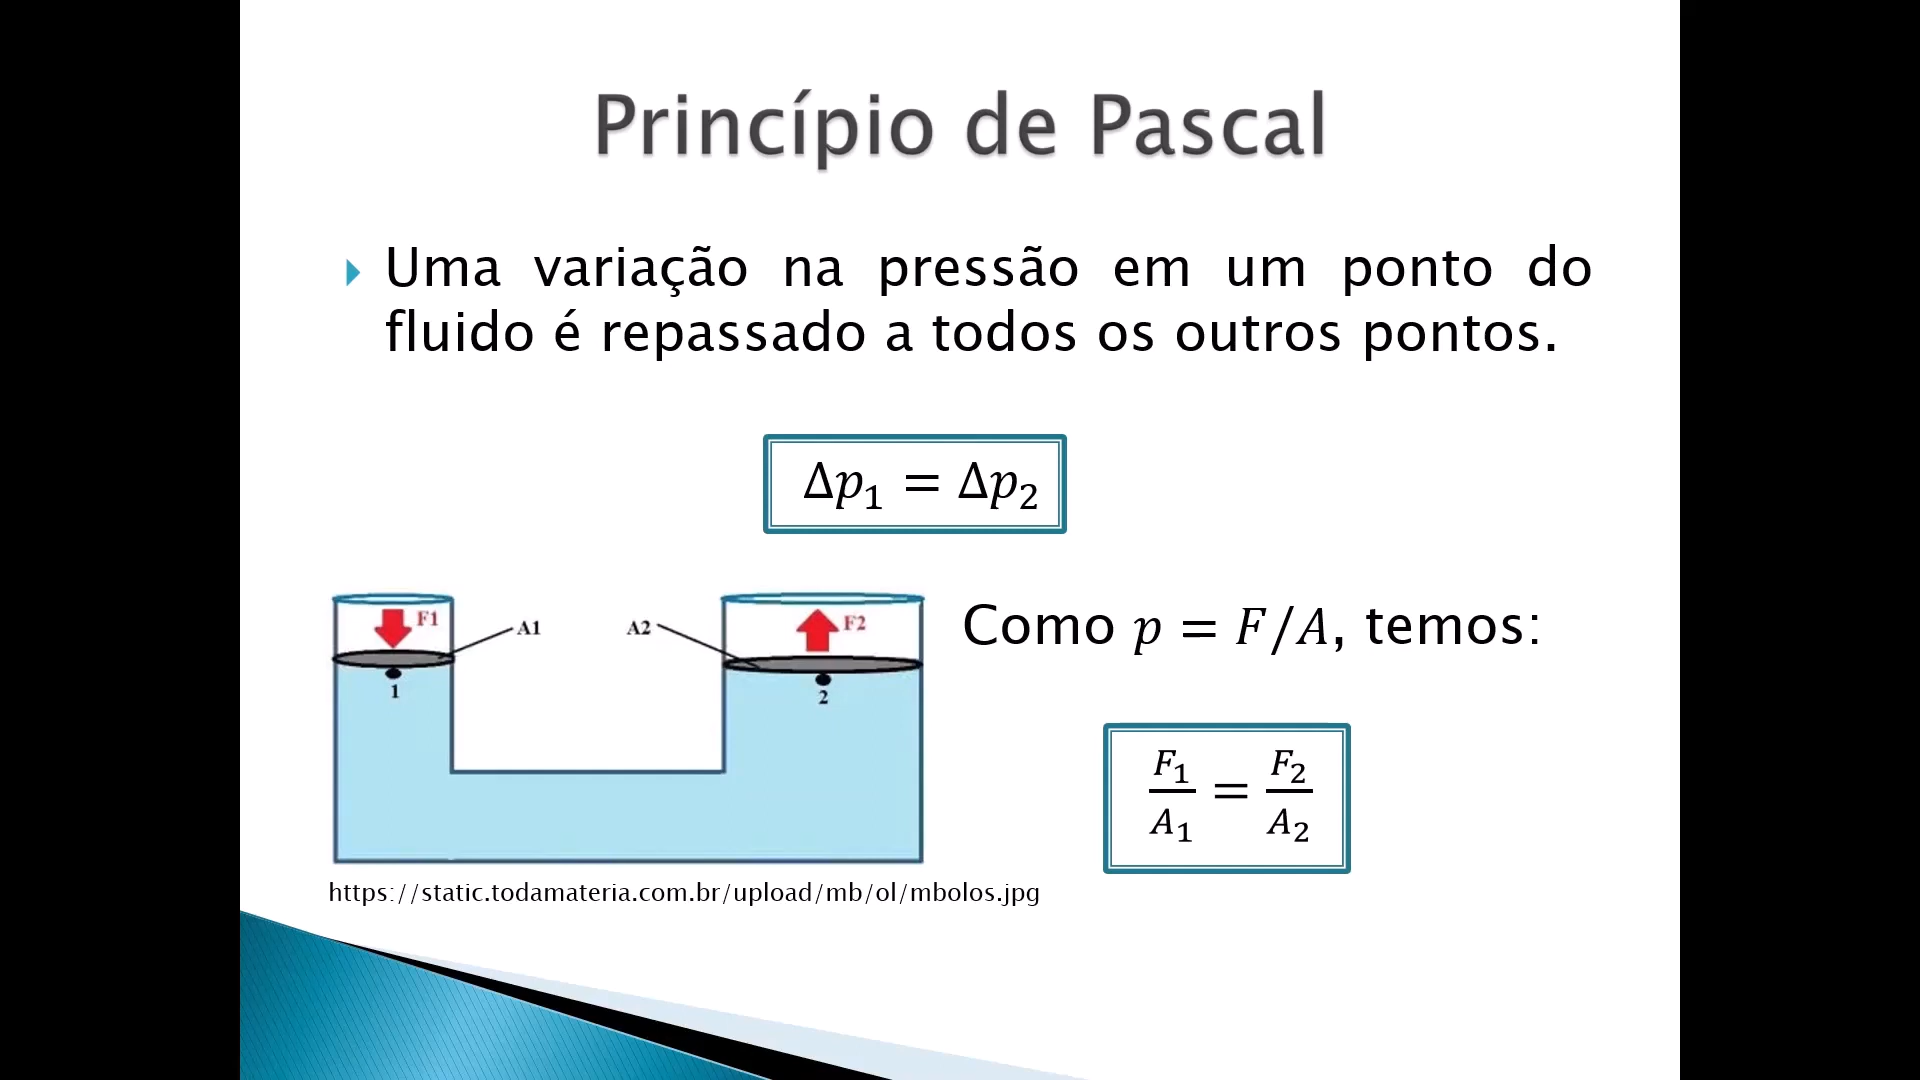 Princípio de Pascal
Uma variação na pressão em um ponto do
fluido é repassado a todos os outros pontos.
Δp₁ = Δp₂
F1
A1
A2
F2
1
2
Como p = F/A, temos:
F₁/A₁ = F₂/A₂
https://static.todamateria.com.br/upload/mb/ol/mbolos.jpg